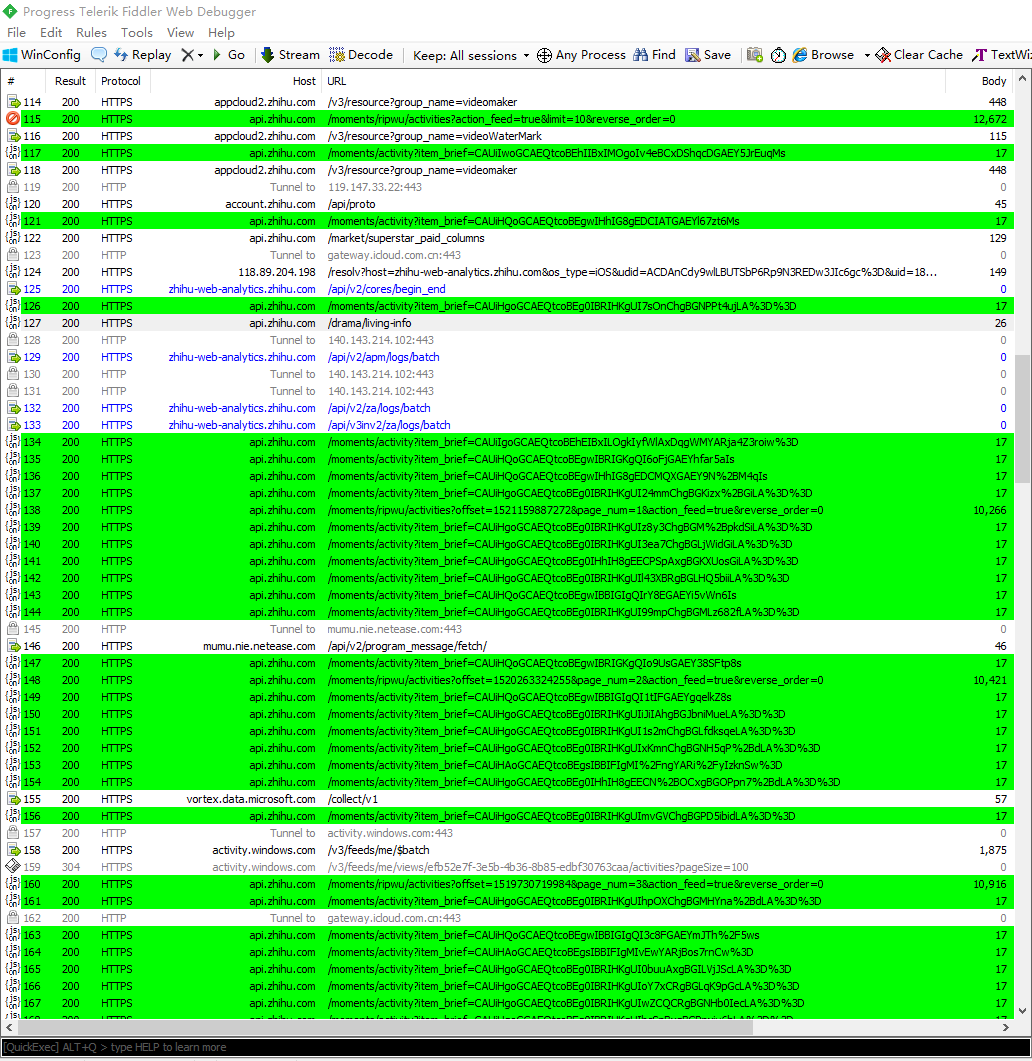 Progress Telerik Fiddler Web Debugger
File Edit Rules Tools View Help
WinConfig Replay Go Stream Decode Keep: All sessions Any Process Find Save Browse Clear Cache TextWiz
# Result Protocol Host URL Body
114 200 HTTPS appcloud2.zhihu.com /v3/resource?group_name=videomaker 448
115 200 HTTPS api.zhihu.com /moments/ripwu/activities?action_feed=true&limit=10&reverse_order=0 12,672
116 200 HTTPS appcloud2.zhihu.com /v3/resource?group_name=videoWaterMark 115
117 200 HTTPS api.zhihu.com /moments/activity?item_brief=CAUiIwoGCAEQtcoBEhIIBxIMOgoIv4eBCxDShqcDGAEY5JrEuqMs 17
118 200 HTTPS appcloud2.zhihu.com /v3/resource?group_name=videomaker 448
119 200 HTTP Tunnel to 119.147.33.22:443 0
120 200 HTTPS account.zhihu.com /api/proto 45
121 200 HTTPS api.zhihu.com /moments/activity?item_brief=CAUiHQoGCAEQtcoBEgwIHhIG8gEDCIATGAEYl67zt6Ms 17
122 200 HTTPS api.zhihu.com /market/superstar_paid_columns 129
123 200 HTTP Tunnel to gateway.icloud.com.cn:443 0
124 200 HTTPS 118.89.204.198 /resolv?host=zhihu-web-analytics.zhihu.com&os_type=iOS&udid=ACDAnCdy9wlLBUTSbP6Rp9N3REDw3JIc6gc%3D&uid=18... 149
125 200 HTTPS zhihu-web-analytics.zhihu.com /api/v2/cores/begin_end 0
126 200 HTTPS api.zhihu.com /moments/activity?item_brief=CAUiHgoGCAEQtcoBEg0IBRIHKgUI7sOnChgBGNPPt4ujLA%3D%3D 17
127 200 HTTPS api.zhihu.com /drama/living-info 26
128 200 HTTP Tunnel to 140.143.214.102:443 0
129 200 HTTPS zhihu-web-analytics.zhihu.com /api/v2/apm/logs/batch 0
130 200 HTTP Tunnel to 140.143.214.102:443 0
131 200 HTTP Tunnel to 140.143.214.102:443 0
132 200 HTTPS zhihu-web-analytics.zhihu.com /api/v2/za/logs/batch 0
133 200 HTTPS zhihu-web-analytics.zhihu.com /api/v3inv2/za/logs/batch 0
134 200 HTTPS api.zhihu.com /moments/activity?item_brief=CAUiIgoGCAEQtcoBEhEIBxILOgkIyfWlAxDqgWMYARja4Z3roiw%3D 17
135 200 HTTPS api.zhihu.com /moments/activity?item_brief=CAUiHQoGCAEQtcoBEgwIBRIGKgQI6oFjGAEYhfar5aIs 17
136 200 HTTPS api.zhihu.com /moments/activity?item_brief=CAUiHQoGCAEQtcoBEgwIHhIG8gEDCMQXGAEY9N%2BM4qIs 17
137 200 HTTPS api.zhihu.com /moments/activity?item_brief=CAUiHgoGCAEQtcoBEg0IBRIHKgUI24mmChgBGKizx%2BGiLA%3D%3D 17
138 200 HTTPS api.zhihu.com /moments/ripwu/activities?offset=1521159887272&page_num=1&action_feed=true&reverse_order=0 10,266
139 200 HTTPS api.zhihu.com /moments/activity?item_brief=CAUiHgoGCAEQtcoBEg0IBRIHKgUIz8y3ChgBGM%2BpkdSiLA%3D%3D 17
140 200 HTTPS api.zhihu.com /moments/activity?item_brief=CAUiHgoGCAEQtcoBEg0IBRIHKgUI3ea7ChgBGLjWidGiLA%3D%3D 17
141 200 HTTPS api.zhihu.com /moments/activity?item_brief=CAUiHgoGCAEQtcoBEg0IHhIH8gEECPSpAxgBGKXUosGiLA%3D%3D 17
142 200 HTTPS api.zhihu.com /moments/activity?item_brief=CAUiHgoGCAEQtcoBEg0IBRIHKgUIl43XBRgBGLHQ5biiLA%3D%3D 17
143 200 HTTPS api.zhihu.com /moments/activity?item_brief=CAUiHQoGCAEQtcoBEgwIBBIGIgQIrY8EGAEYi5vWn6Is 17
144 200 HTTPS api.zhihu.com /moments/activity?item_brief=CAUiHgoGCAEQtcoBEg0IBRIHKgUI99mpChgBGMLz682fLA%3D%3D 17
145 200 HTTP Tunnel to mumu.nie.netease.com:443 0
146 200 HTTPS mumu.nie.netease.com /api/v2/program_message/fetch/ 46
147 200 HTTPS api.zhihu.com /moments/activity?item_brief=CAUiHQoGCAEQtcoBEgwIBRIGKgQIo9UsGAEY38SFtp8s 17
148 200 HTTPS api.zhihu.com /moments/ripwu/activities?offset=1520263324255&page_num=2&action_feed=true&reverse_order=0 10,421
149 200 HTTPS api.zhihu.com /moments/activity?item_brief=CAUiHQoGCAEQtcoBEgwIBBIGIgQI1tIFGAEYgqelkZ8s 17
150 200 HTTPS api.zhihu.com /moments/activity?item_brief=CAUiHgoGCAEQtcoBEg0IBRIHKgUIiJiIAhgBGJbniMueLA%3D%3D 17
151 200 HTTPS api.zhihu.com /moments/activity?item_brief=CAUiHgoGCAEQtcoBEg0IBRIHKgUI1s2mChgBGLfdksqeLA%3D%3D 17
152 200 HTTPS api.zhihu.com /moments/activity?item_brief=CAUiHgoGCAEQtcoBEg0IBRIHKgUIxKmnChgBGNH5qP%2BdLA%3D%3D 17
153 200 HTTPS api.zhihu.com /moments/activity?item_brief=CAUiHAoGCAEQtcoBEgsIBBIFIgMI%2FngYARi%2FyIzknSw%3D 17
154 200 HTTPS api.zhihu.com /moments/activity?item_brief=CAUiHgoGCAEQtcoBEg0IHhIH8gEECN%2BOCxgBGOPpn7%2BdLA%3D%3D 17
155 200 HTTPS vortex.data.microsoft.com /collect/v1 57
156 200 HTTPS api.zhihu.com /moments/activity?item_brief=CAUiHgoGCAEQtcoBEg0IBRIHKgUImvGVChgBGPD5ibidLA%3D%3D 17
157 200 HTTP Tunnel to activity.windows.com:443 0
158 200 HTTPS activity.windows.com /v3/feeds/me/$batch 1,875
159 304 HTTPS activity.windows.com /v3/feeds/me/views/efb52e7f-3e5b-4b36-8b85-edbf30763caa/activities?pageSize=100 0
160 200 HTTPS api.zhihu.com /moments/ripwu/activities?offset=1519730719984&page_num=3&action_feed=true&reverse_order=0 10,916
161 200 HTTPS api.zhihu.com /moments/activity?item_brief=CAUiHgoGCAEQtcoBEg0IBRIHKgUIhpOXChgBGMHYna%2BdLA%3D%3D 17
162 200 HTTP Tunnel to gateway.icloud.com.cn:443 0
163 200 HTTPS api.zhihu.com /moments/activity?item_brief=CAUiHQoGCAEQtcoBEgwIBBIGIgQI3c8FGAEYmJTh%2F5ws 17
164 200 HTTPS api.zhihu.com /moments/activity?item_brief=CAUiHAoGCAEQtcoBEgsIBBIFIgMIvEwYARjBos7rnCw%3D 17
165 200 HTTPS api.zhihu.com /moments/activity?item_brief=CAUiHgoGCAEQtcoBEg0IBRIHKgUI0buuAxgBGILVjJScLA%3D%3D 17
166 200 HTTPS api.zhihu.com /moments/activity?item_brief=CAUiHgoGCAEQtcoBEg0IBRIHKgUIoY7xCRgBGLqK9pGcLA%3D%3D 17
167 200 HTTPS api.zhihu.com /moments/activity?item_brief=CAUiHgoGCAEQtcoBEg0IBRIHKgUIwZCQCRgBGNHb0IecLA%3D%3D 17
[QuickExec] ALT+Q > type HELP to learn more